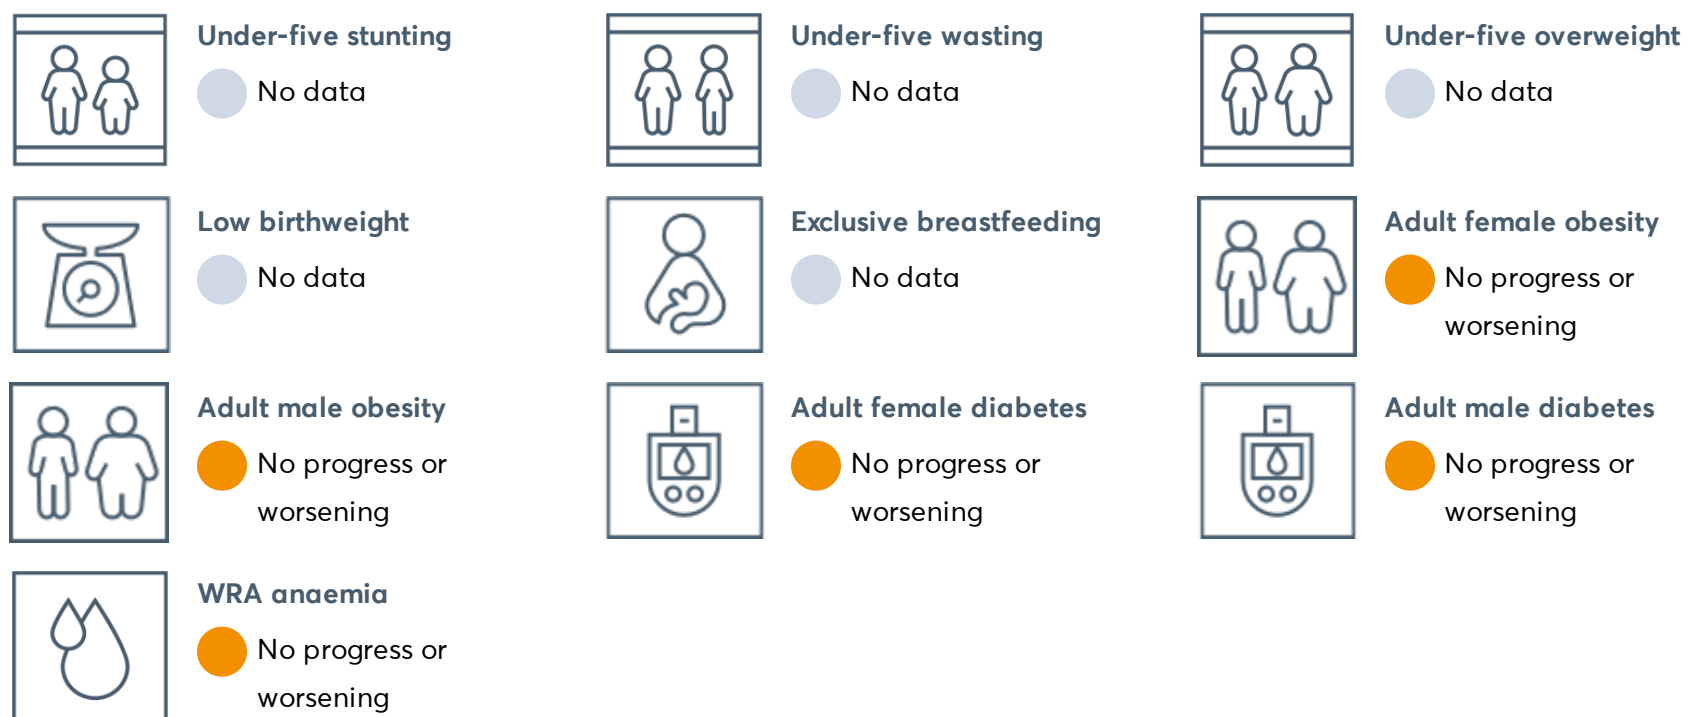 Under-five stunting
No data
Under-five wasting
No data
Under-five overweight
No data
Low birthweight
No data
Exclusive breastfeeding
No data
Adult female obesity
No progress or
worsening
Adult male obesity
No progress or
worsening
Adult female diabetes
No progress or
worsening
Adult male diabetes
No progress or
worsening
WRA anaemia
No progress or
worsening